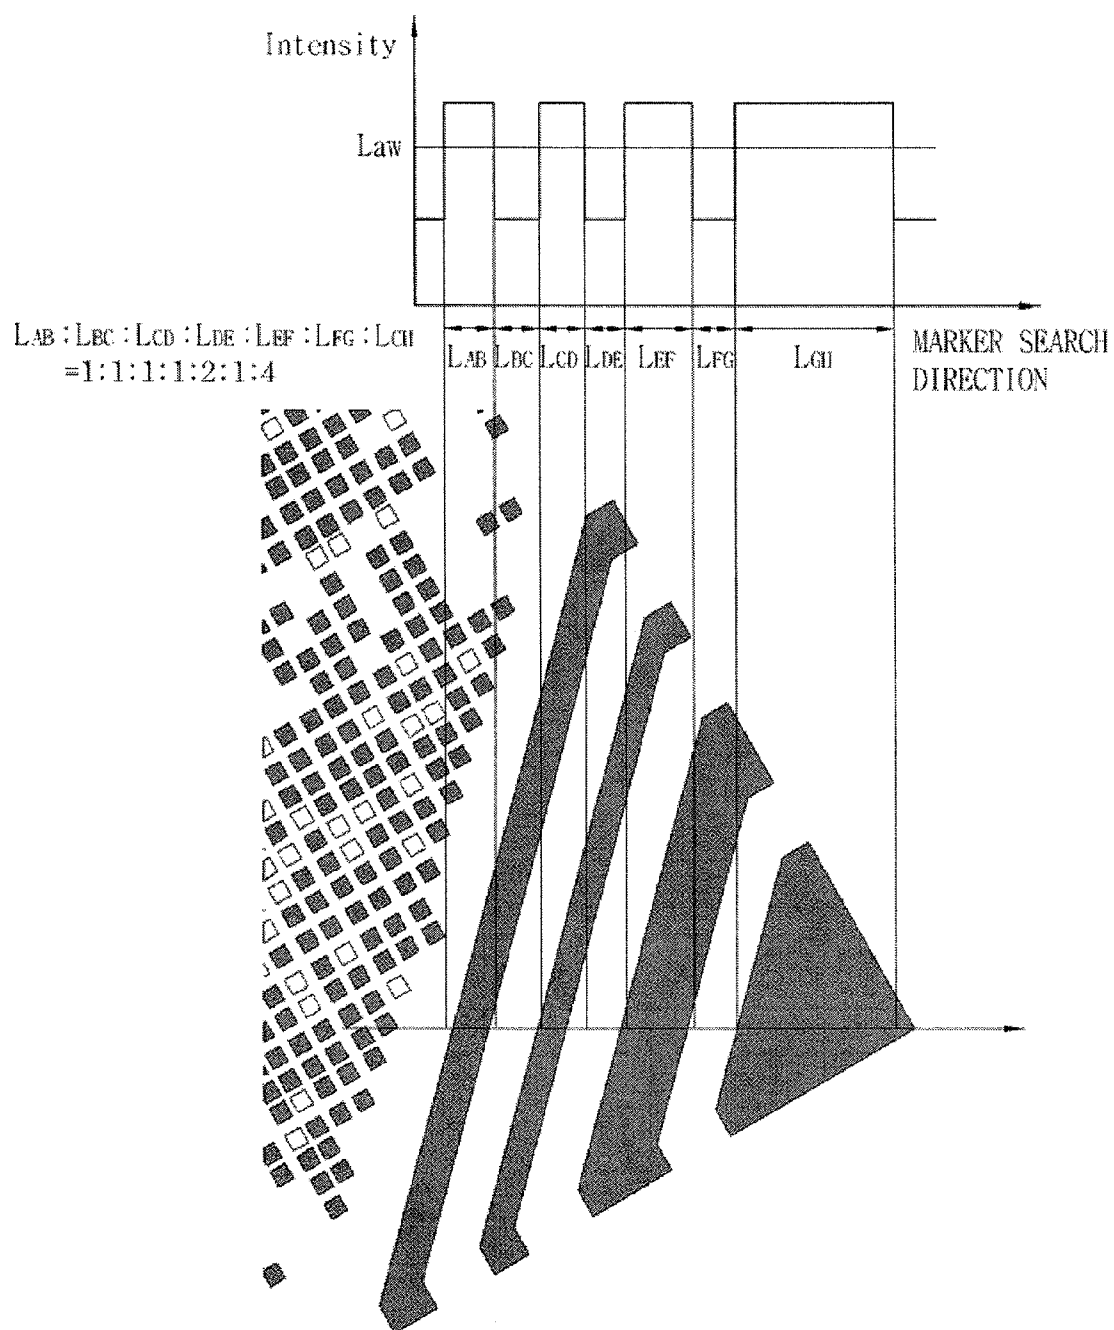 Intensity
Law
LAB:LBC:LCD:LDE:LEF:LFG:LGH
=1:1:1:1:2:1:4
LAB LBC LCD LDE LEF LFG LGH
MARKER SEARCH
DIRECTION